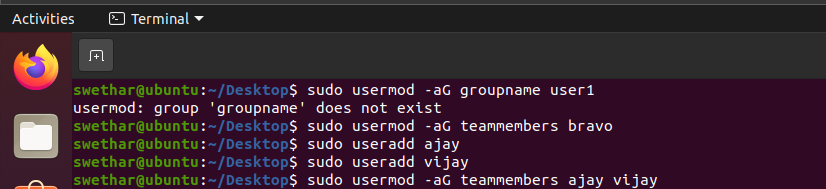 Activities Terminal
swethar@ubuntu:~/Desktop$ sudo usermod -aG groupname user1
usermod: group 'groupname' does not exist
swethar@ubuntu:~/Desktop$ sudo usermod -aG teammembers bravo
swethar@ubuntu:~/Desktop$ sudo useradd ajay
swethar@ubuntu:~/Desktop$ sudo useradd vijay
swethar@ubuntu:~/Desktop$ sudo usermod -aG teammembers ajay vijay